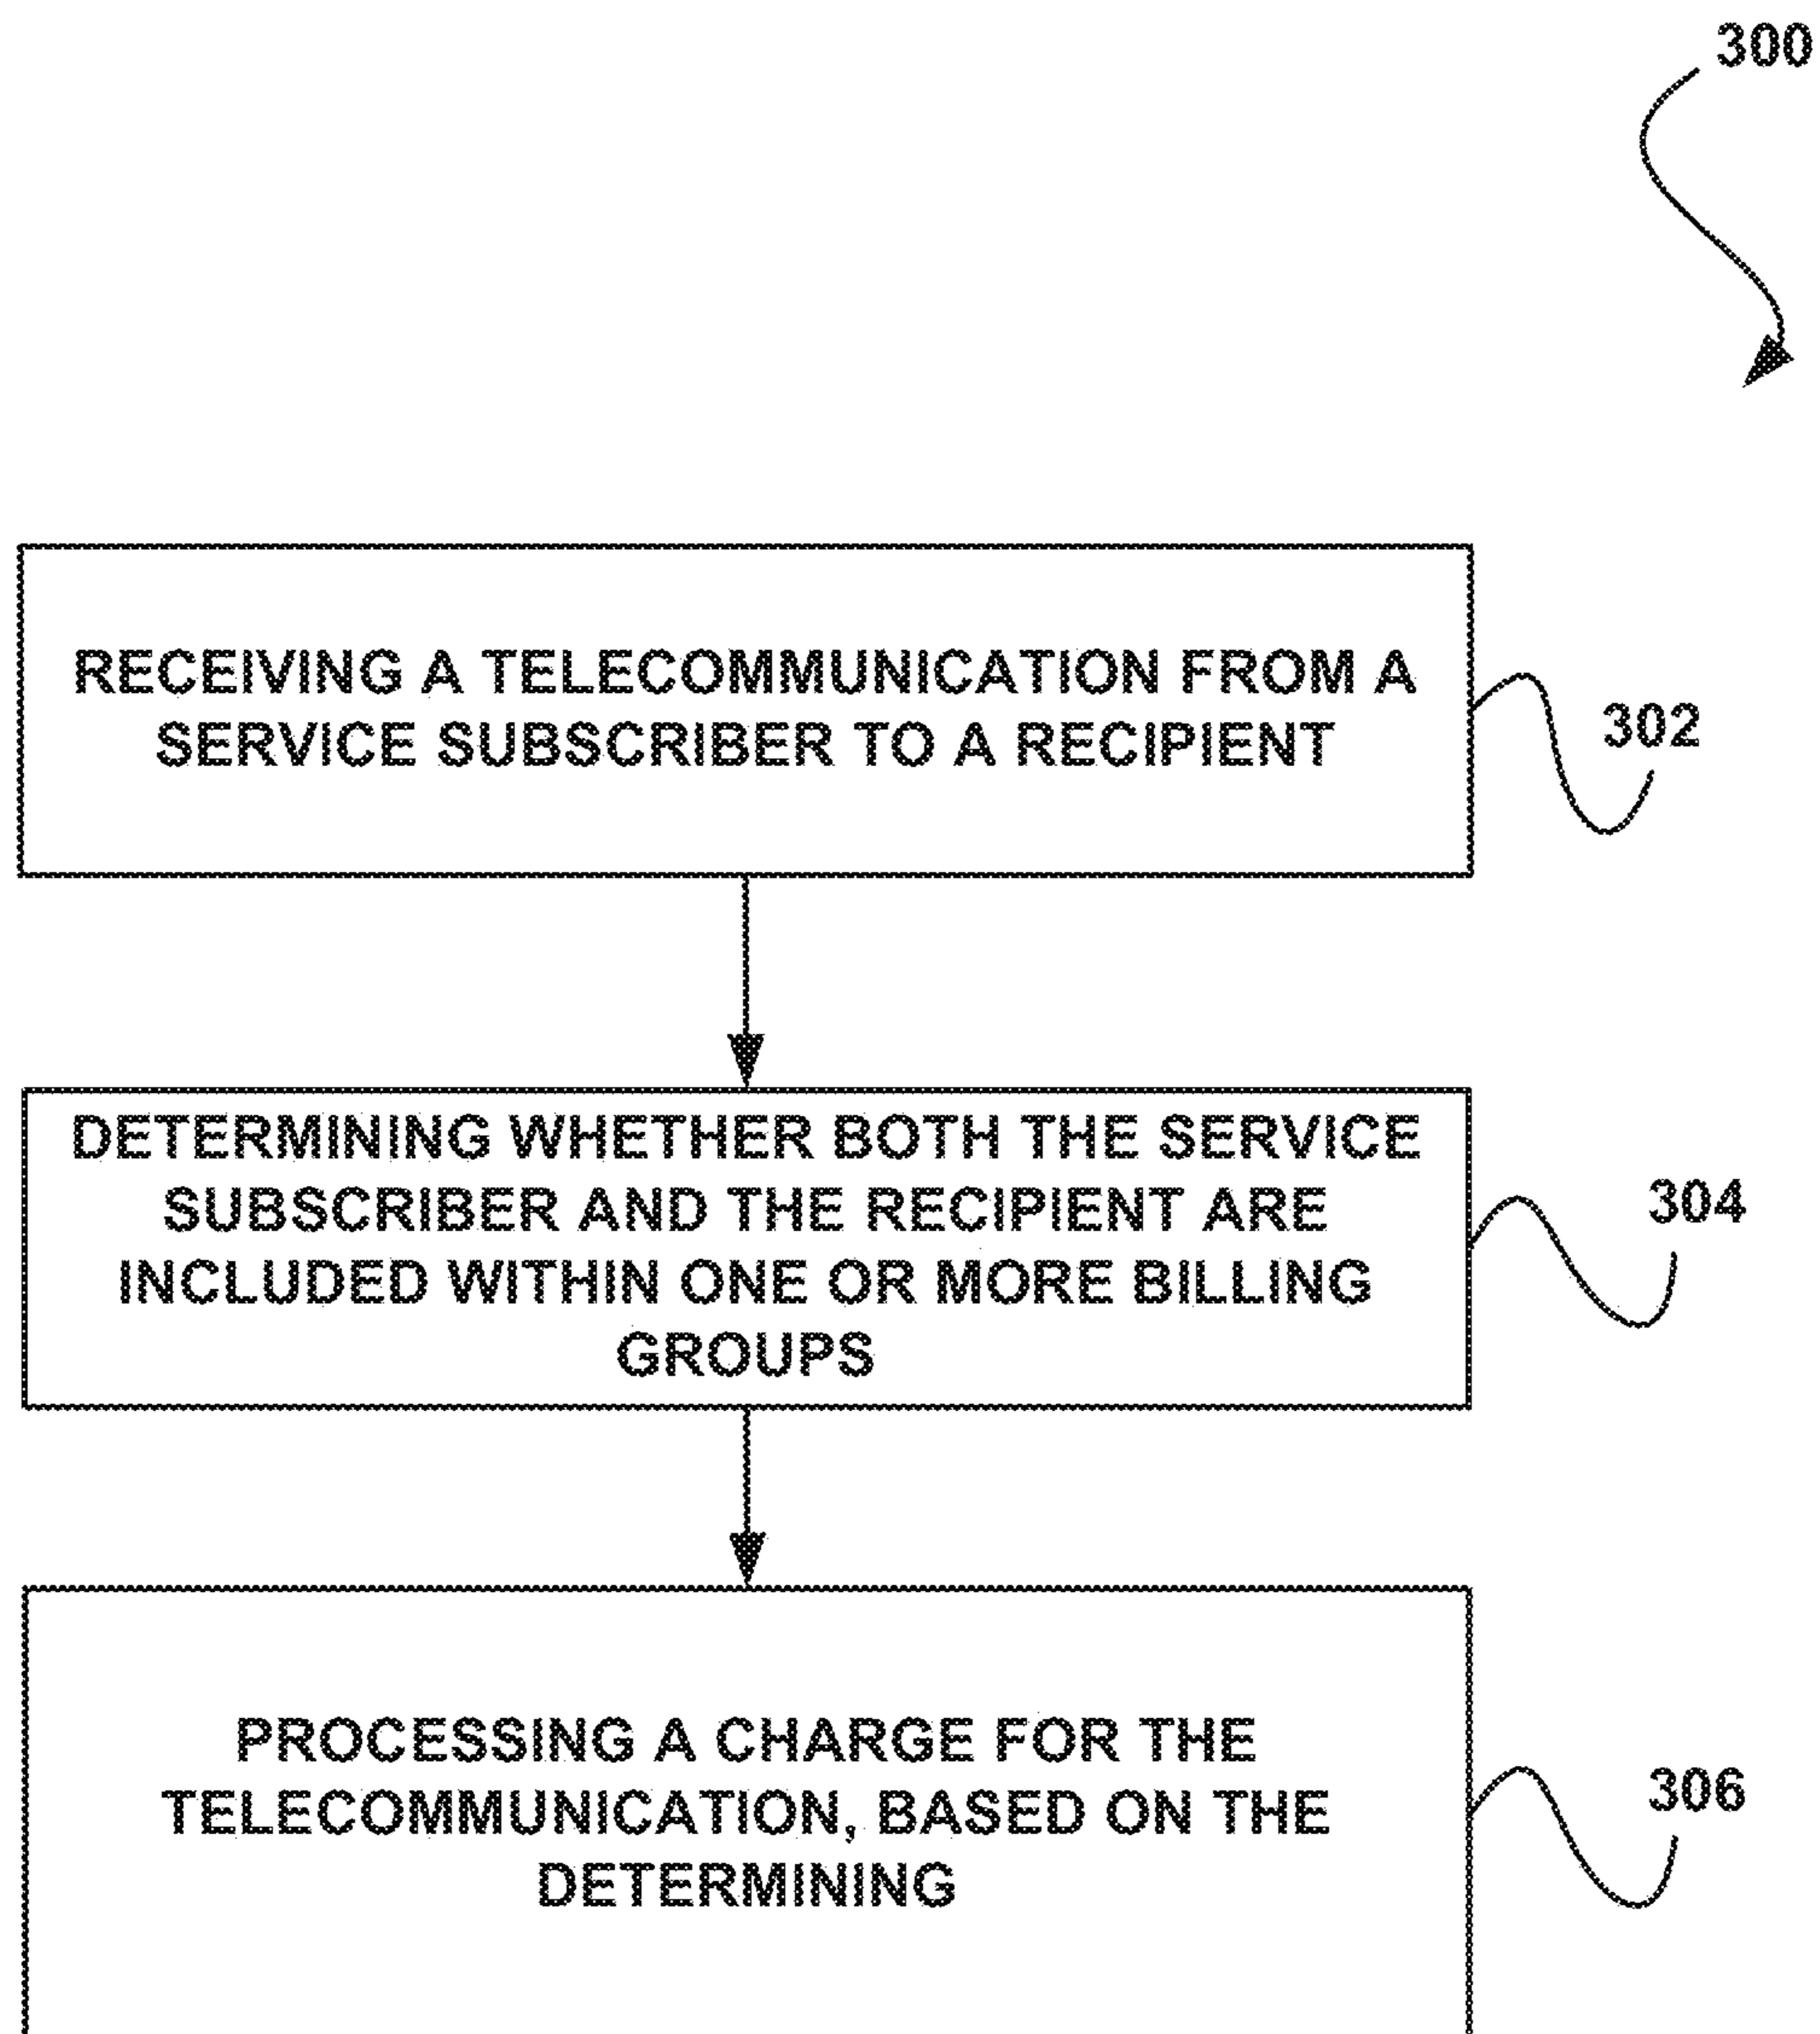 300
RECEIVING A TELECOMMUNICATION FROM A
SERVICE SUBSCRIBER TO A RECIPIENT
302
DETERMINING WHETHER BOTH THE SERVICE
SUBSCRIBER AND THE RECIPIENT ARE
INCLUDED WITHIN ONE OR MORE BILLING
GROUPS
304
PROCESSING A CHARGE FOR THE
TELECOMMUNICATION, BASED ON THE
DETERMINING
306